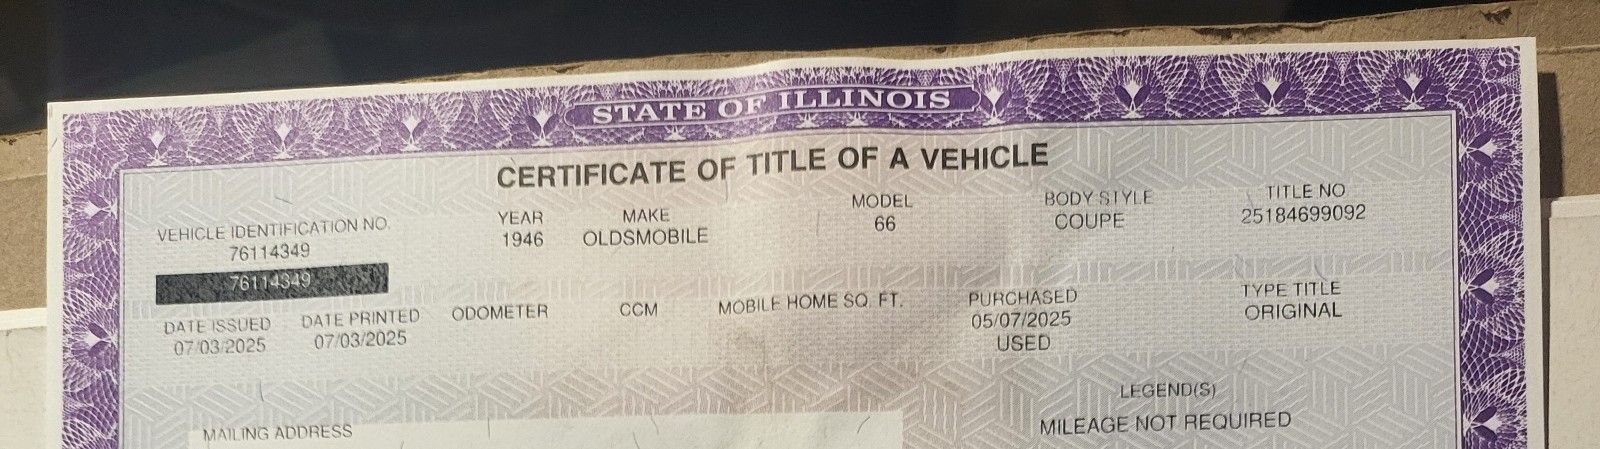 STATE OF ILLINOIS
CERTIFICATE OF TITLE OF A VEHICLE
VEHICLE IDENTIFICATION NO. YEAR MAKE MODEL BODY STYLE TITLE NO
76114349 1946 OLDSMOBILE 66 COUPE 25184699092
76114349
DATE ISSUED DATE PRINTED ODOMETER CCM MOBILE HOME SQ. FT. PURCHASED TYPE TITLE
07/03/2025 07/03/2025 05/07/2025 ORIGINAL
USED
LEGEND(S)
MAILING ADDRESS MILEAGE NOT REQUIRED